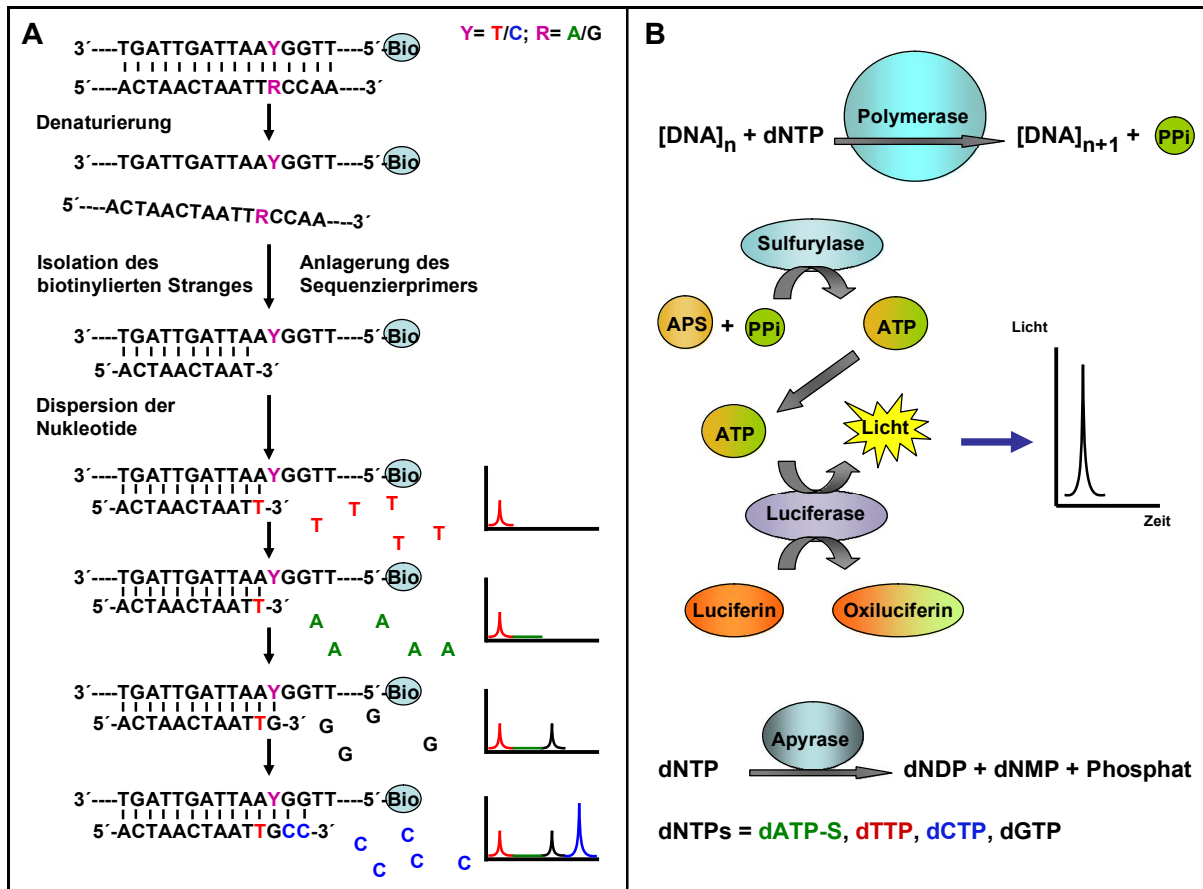 A
Y= T/C; R= A/G
3´----TGATTGATTAAYGGTT----5´-Bio
5´----ACTAACTAATTRCCAA----3´
Denaturierung
3´----TGATTGATTAAYGGTT----5´-Bio
5´----ACTAACTAATTRCCAA----3´
Isolation des
biotinylierten Stranges
Anlagerung des
Sequenzierprimers
3´----TGATTGATTAAYGGTT----5´-Bio
5´-ACTAACTAAT-3´
Dispersion der
Nukleotide
3´----TGATTGATTAAYGGTT----5´-Bio
5´-ACTAACTAATT-3´
T T T T T T
3´----TGATTGATTAAYGGTT----5´-Bio
5´-ACTAACTAATT-3´
A A A A A
3´----TGATTGATTAAYGGTT----5´-Bio
5´-ACTAACTAATTG-3´
G G G G
3´----TGATTGATTAAYGGTT----5´-Bio
5´-ACTAACTAATTGCC-3´
C C C C C
B
Polymerase
[DNA]n + dNTP [DNA]n+1 + PPi
Sulfurylase
APS + PPi ATP
Licht
ATP Licht
Luciferase
Zeit
Luciferin Oxiluciferin
Apyrase
dNTP dNDP + dNMP + Phosphat
dNTPs = dATP-S, dTTP, dCTP, dGTP